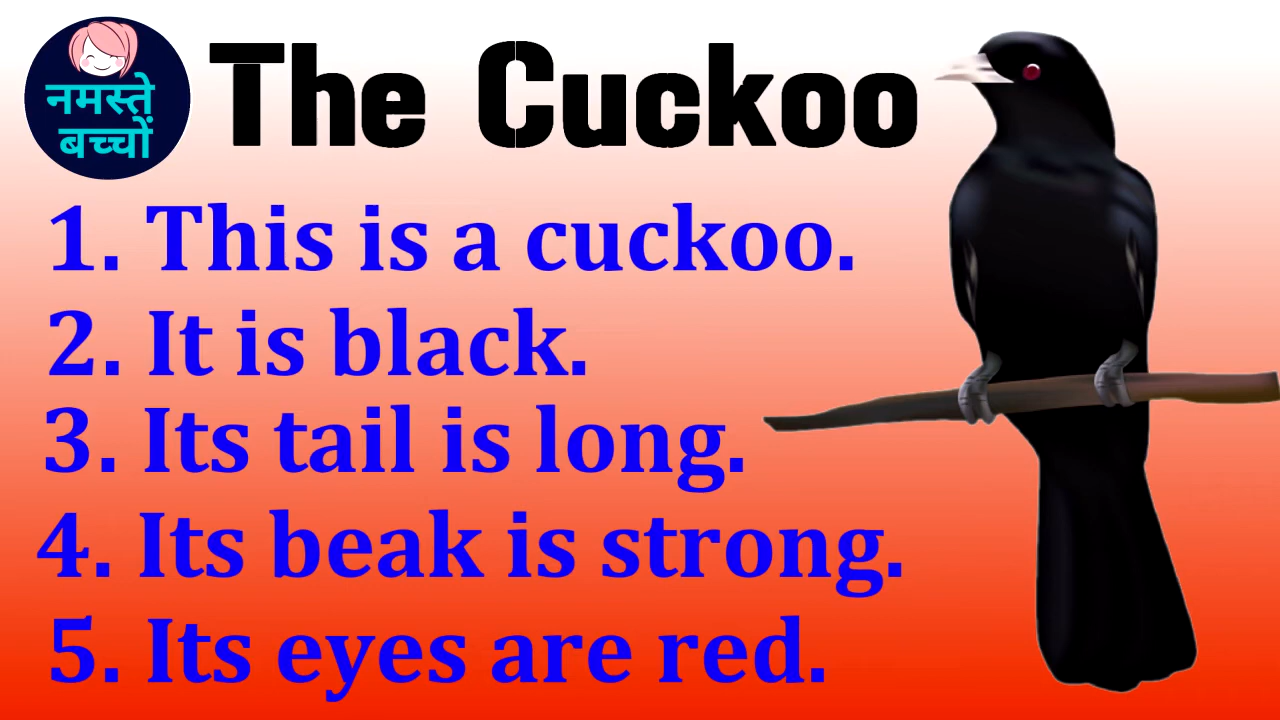 नमस्ते
बच्चों
The Cuckoo
1. This is a cuckoo.
2. It is black.
3. Its tail is long.
4. Its beak is strong.
5. Its eyes are red.